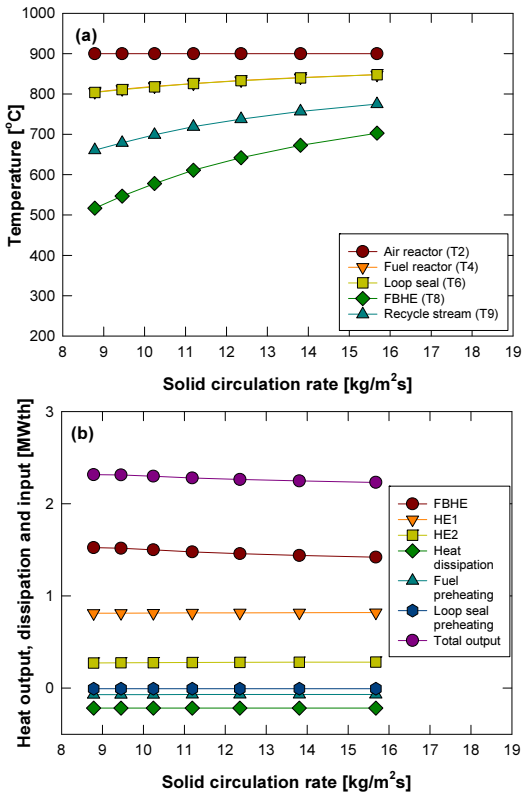 (a)
Temperature [°C]
1000
900
800
700
600
500
400
300
200
Air reactor (T2)
Fuel reactor (T4)
Loop seal (T6)
FBHE (T8)
Recycle stream (T9)
8 9 10 11 12 13 14 15 16 17 18 19
Solid circulation rate [kg/m²s]
(b)
Heat output, dissipation and input [MWth]
3
2
1
0
FBHE
HE1
HE2
Heat
dissipation
Fuel
preheating
Loop seal
preheating
Total output
8 9 10 11 12 13 14 15 16 17 18 19
Solid circulation rate [kg/m²s]